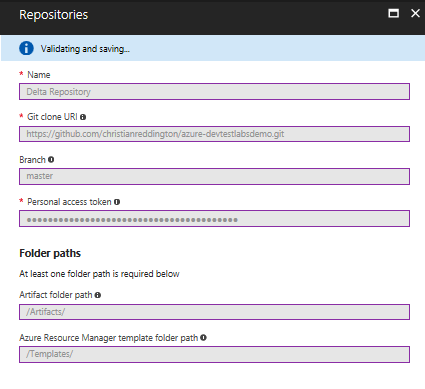 Repositories
Validating and saving...
* Name
Delta Repository
* Git clone URI
https://github.com/christianreddington/azure-devtestlabsdemo.git
Branch
master
* Personal access token
●●●●●●●●●●●●●●●●●●●●●●●●●●●●●●●●●●●●●●●●
Folder paths
At least one folder path is required below
Artifact folder path
/Artifacts/
Azure Resource Manager template folder path
/Templates/